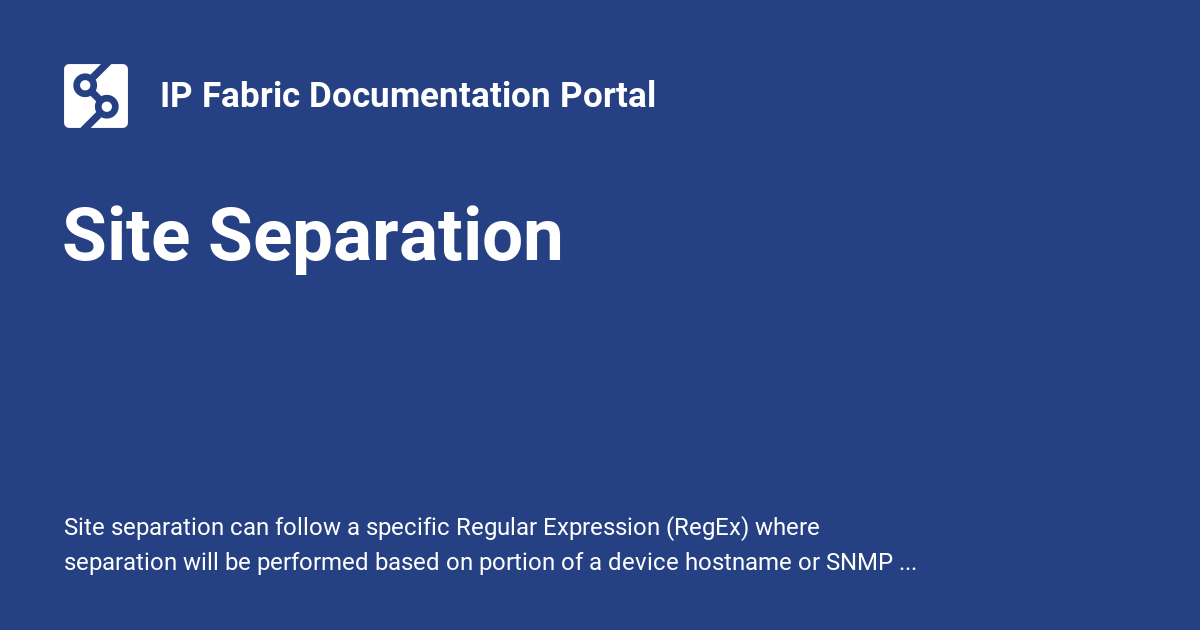 IP Fabric Documentation Portal
Site Separation
Site separation can follow a specific Regular Expression (RegEx) where
separation will be performed based on portion of a device hostname or SNMP ...